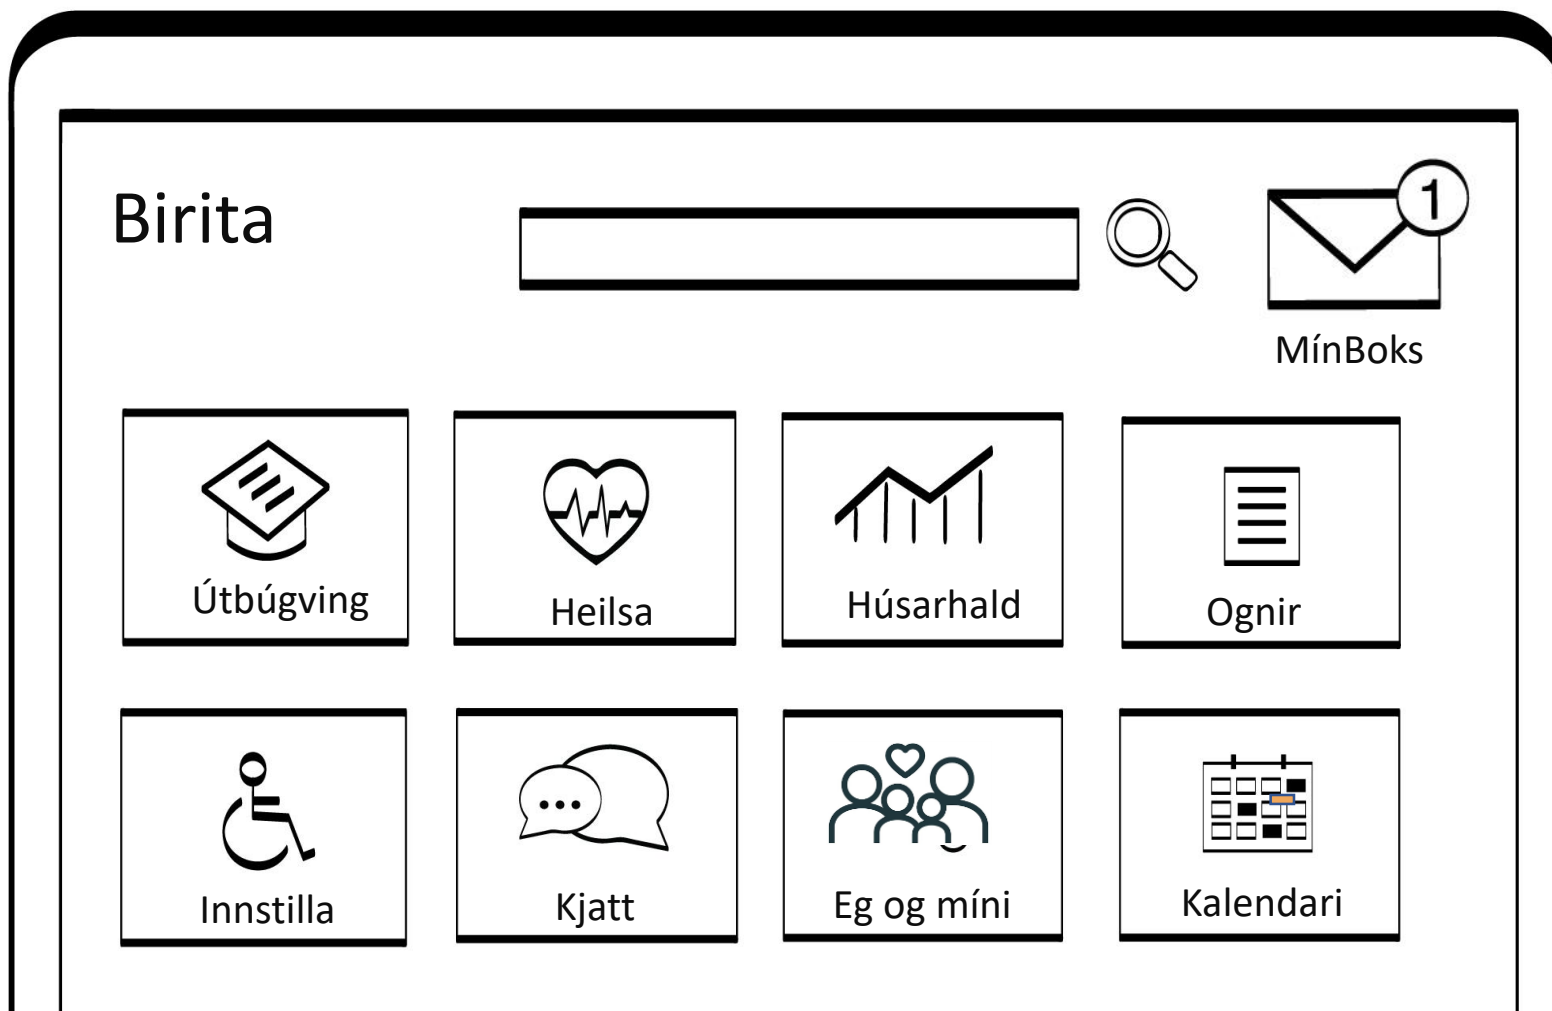 Birita
1
MínBoks
Útbúgving
Heilsa
Húsarhald
Ognir
Innstilla
Kjatt
Eg og míni
Kalendari